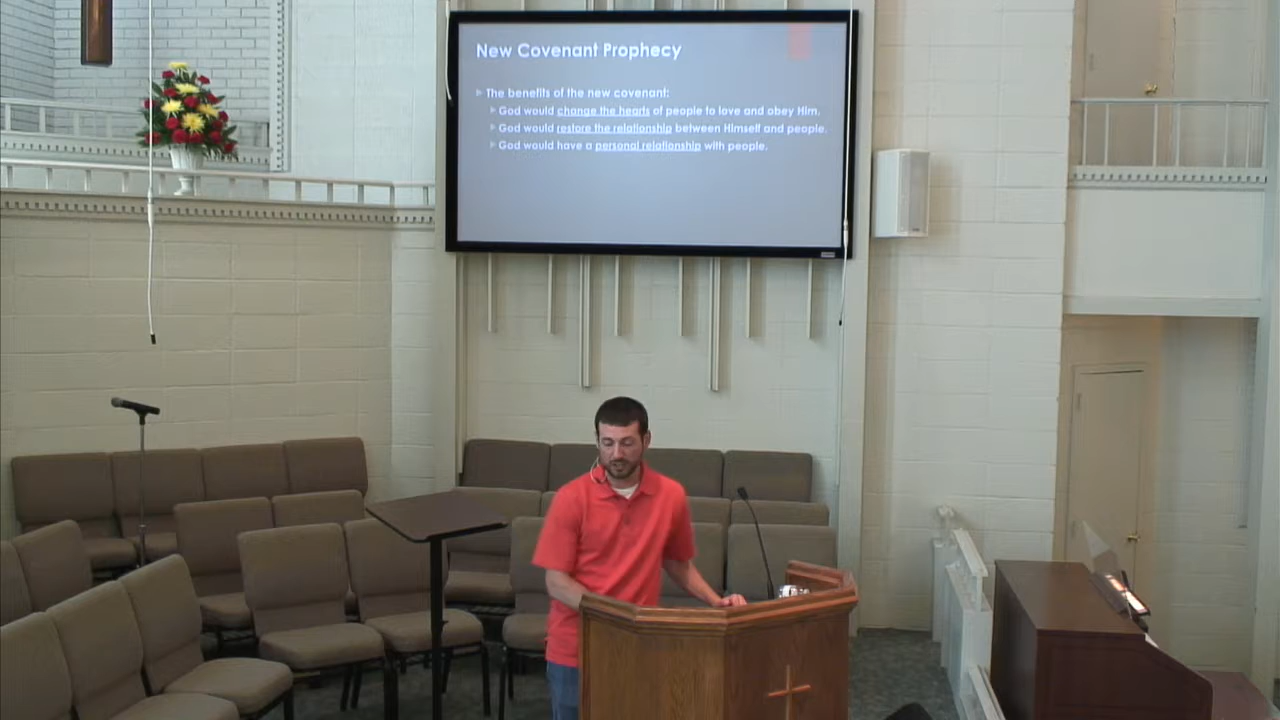 New Covenant Prophecy
The benefits of the new covenant:
God would change the hearts of people to love and obey Him.
God would restore the relationship between Himself and people.
God would have a personal relationship with people.